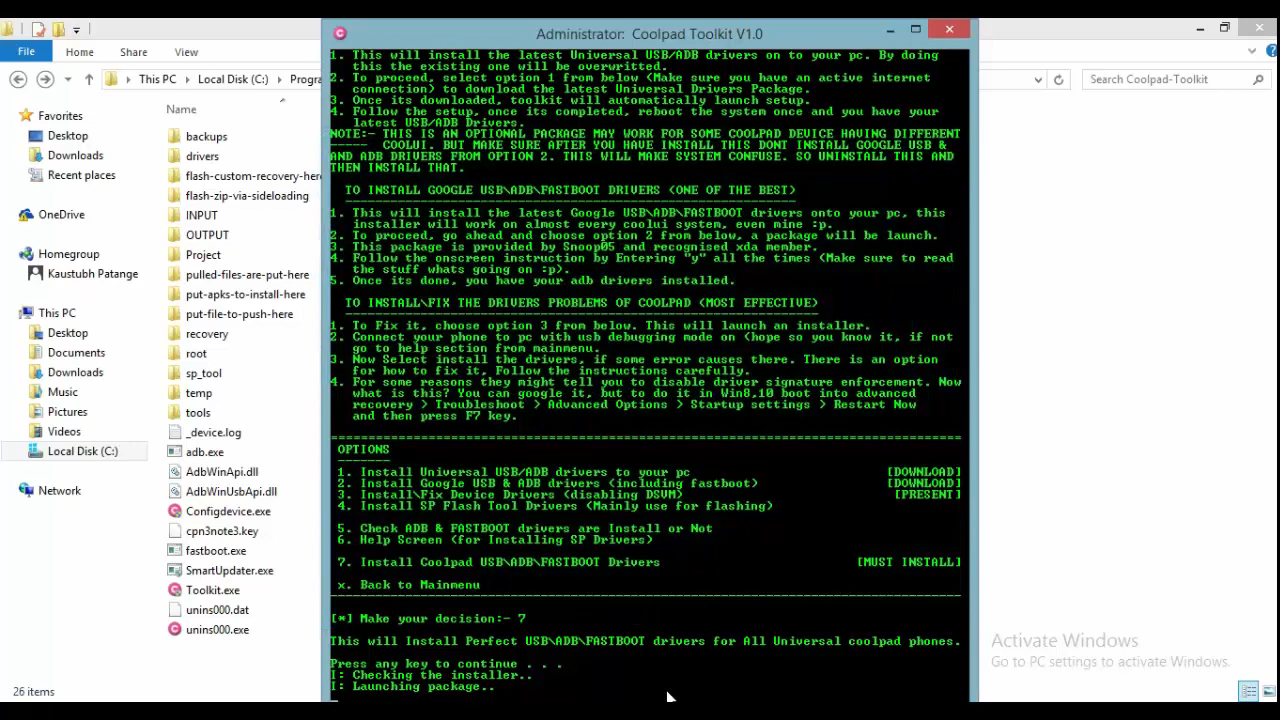 Administrator: Coolpad Toolkit V1.0
File Home Share View
This PC Local Disk (C:) Progra
Search Coolpad-Toolkit
Name
Favorites
Desktop
Downloads
Recent places
OneDrive
Homegroup
Kaustubh Patange
This PC
Desktop
Documents
Downloads
Music
Pictures
Videos
Local Disk (C:)
Network
backups
drivers
flash-custom-recovery-here
flash-zip-via-sideloading
INPUT
OUTPUT
Project
pulled-files-are-put-here
put-apks-to-install-here
put-file-to-push-here
recovery
root
sp_tool
temp
tools
_device.log
adb.exe
AdbWinApi.dll
AdbWinUsbApi.dll
Configdevice.exe
cpn3note3.key
fastboot.exe
SmartUpdater.exe
Toolkit.exe
unins000.dat
unins000.exe
1. This will install the latest Universal USB/ADB drivers on to your pc. By doing
this the existing one will be overwritted.
2. To proceed, select option 1 from below (Make sure you have an active internet
connection) to download the latest Universal Drivers Package.
3. Once its downloaded, toolkit will automatically launch setup.
4. Follow the setup, once its completed, reboot the system once and you have your
latest USB/ADB Drivers.
NOTE:- THIS IS AN OPTIONAL PACKAGE MAY WORK FOR SOME COOLPAD DEVICE HAVING DIFFERENT
----- COOLUI. BUT MAKE SURE AFTER YOU HAVE INSTALL THIS DONT INSTALL GOOGLE USB &
AND ADB DRIVERS FROM OPTION 2. THIS WILL MAKE SYSTEM CONFUSE. SO UNINSTALL THIS AND
THEN INSTALL THAT.
TO INSTALL GOOGLE USB\ADB\FASTBOOT DRIVERS (ONE OF THE BEST)
1. This will install the latest Google USB\ADB\FASTBOOT drivers onto your pc, this
installer will work on almost every coolui system, even mine :p.
2. To proceed, go ahead and choose option 2 from below, a package will be launch.
3. This package is provided by Snoop05 and recognised xda member.
4. Follow the onscreen instruction by Entering "y" all the times (Make sure to read
the stuff whats going on :p).
5. Once its done, you have your adb drivers installed.
TO INSTALL\FIX THE DRIVERS PROBLEMS OF COOLPAD (MOST EFFECTIVE)
1. To Fix it, choose option 3 from below. This will launch an installer.
2. Connect your phone to pc with usb debugging mode on (hope so you know it, if not
go to help section from mainmenu.
3. Now Select install the drivers, if some error causes there. There is an option
for how to fix it, Follow the instructions carefully.
4. For some reasons they might tell you to disable driver signature enforcement. Now
what is this? You can google it, but to do it in Win8,10 boot into advanced
recovery > Troubleshoot > Advanced Options > Startup settings > Restart Now
and then press F7 key.
OPTIONS
1. Install Universal USB/ADB drivers to your pc [DOWNLOAD]
2. Install Google USB & ADB drivers (including fastboot) [DOWNLOAD]
3. Install\Fix Device Drivers (disabling DSVM) [PRESENT]
4. Install SP Flash Tool Drivers (Mainly use for flashing)
5. Check ADB & FASTBOOT drivers are Install or Not
6. Help Screen (for Installing SP Drivers)
7. Install Coolpad USB\ADB\FASTBOOT Drivers [MUST INSTALL]
x. Back to Mainmenu
[*] Make your decision:- 7
This will Install Perfect USB\ADB\FASTBOOT drivers for All Universal coolpad phones.
Press any key to continue . . .
I: Checking the installer..
I: Launching package..
Activate Windows
Go to PC settings to activate Windows.
26 items